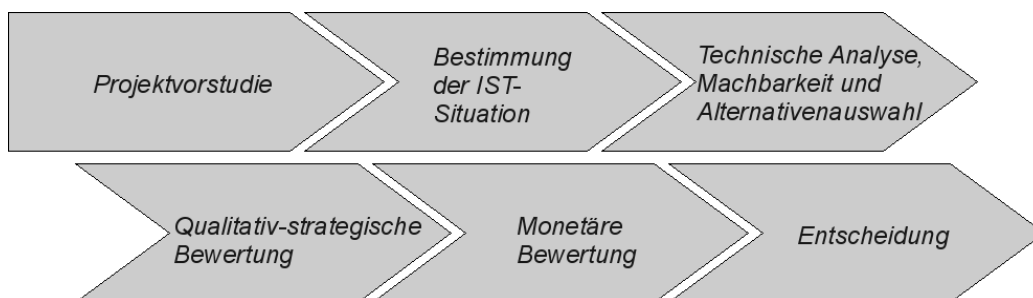 Projektvorstudie
Bestimmung
der IST-
Situation
Technische Analyse,
Machbarkeit und
Alternativenauswahl
Qualitativ-strategische
Bewertung
Monetäre
Bewertung
Entscheidung